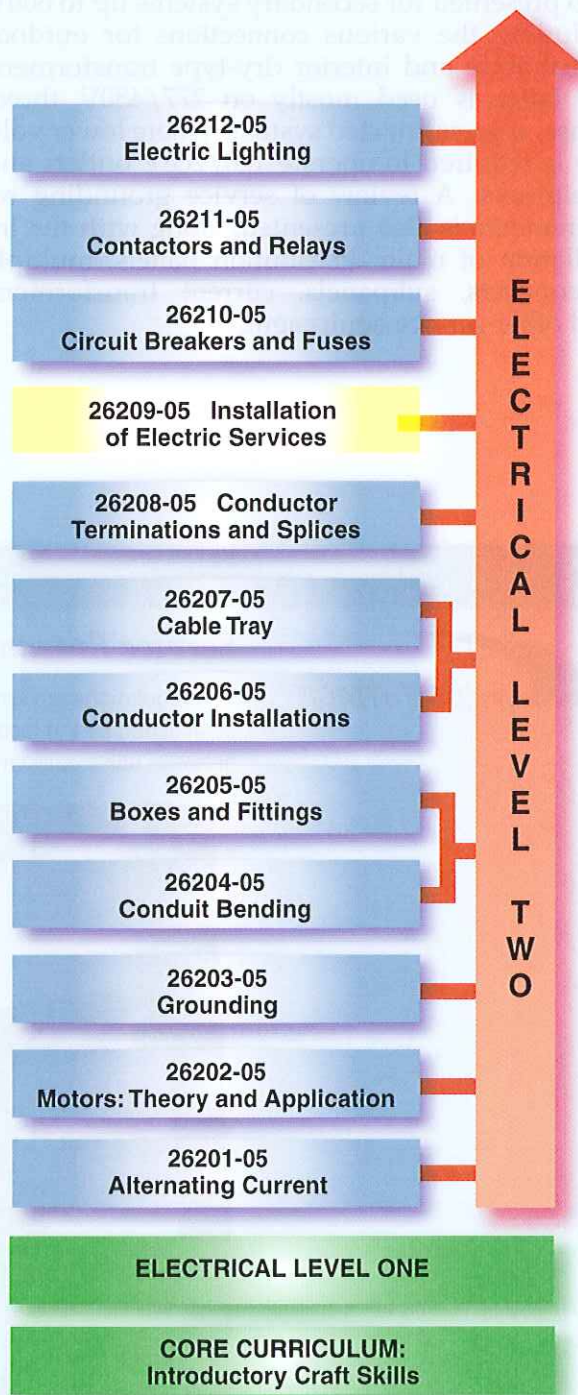 26212-05
Electric Lighting
26211-05
Contactors and Relays
26210-05
Circuit Breakers and Fuses
26209-05 Installation
of Electric Services
26208-05 Conductor
Terminations and Splices
26207-05
Cable Tray
26206-05
Conductor Installations
26205-05
Boxes and Fittings
26204-05
Conduit Bending
26203-05
Grounding
26202-05
Motors: Theory and Application
26201-05
Alternating Current
ELECTRICAL LEVEL TWO
ELECTRICAL LEVEL ONE
CORE CURRICULUM:
Introductory Craft Skills